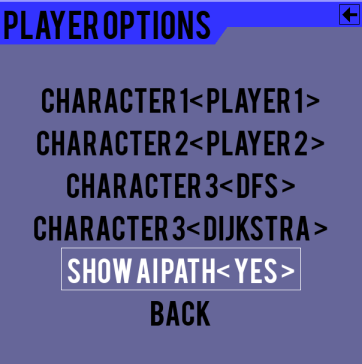 PLAYER OPTIONS
CHARACTER 1< PLAYER 1 >
CHARACTER 2< PLAYER 2 >
CHARACTER 3< DFS >
CHARACTER 3< DIJKSTRA >
SHOW AIPATH< YES >
BACK